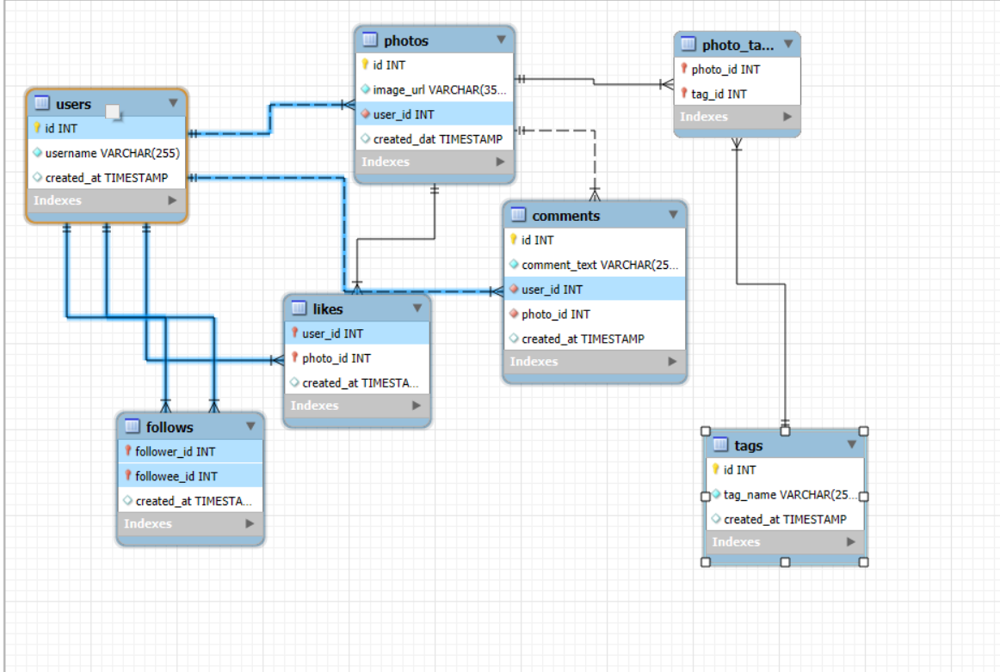 users
id INT
username VARCHAR(255)
created_at TIMESTAMP
Indexes
photos
id INT
image_url VARCHAR(35...
user_id INT
created_dat TIMESTAMP
Indexes
photo_ta...
photo_id INT
tag_id INT
Indexes
comments
id INT
comment_text VARCHAR(25...
user_id INT
photo_id INT
created_at TIMESTAMP
Indexes
likes
user_id INT
photo_id INT
created_at TIMESTA...
Indexes
follows
follower_id INT
followee_id INT
created_at TIMESTA...
Indexes
tags
id INT
tag_name VARCHAR(25...
created_at TIMESTAMP
Indexes